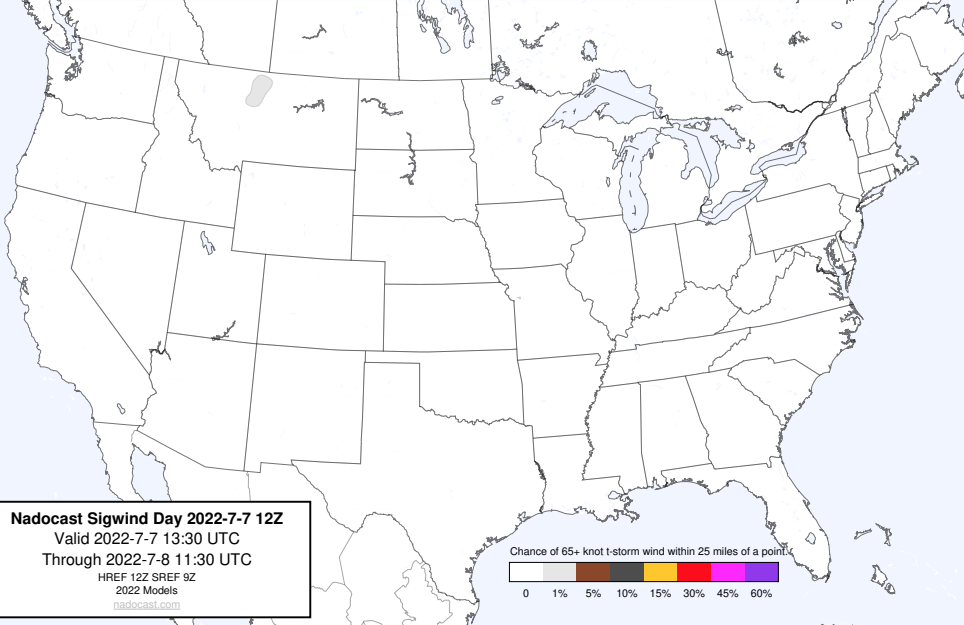 Nadocast Sigwind Day 2022-7-7 12Z
Valid 2022-7-7 13:30 UTC
Through 2022-7-8 11:30 UTC
HREF 12Z SREF 9Z
2022 Models
nadocast.com
Chance of 65+ knot t-storm wind within 25 miles of a point.
0 1% 5% 10% 15% 30% 45% 60%